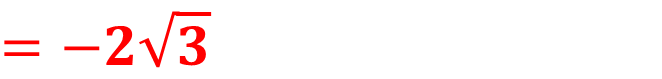 = −2√3